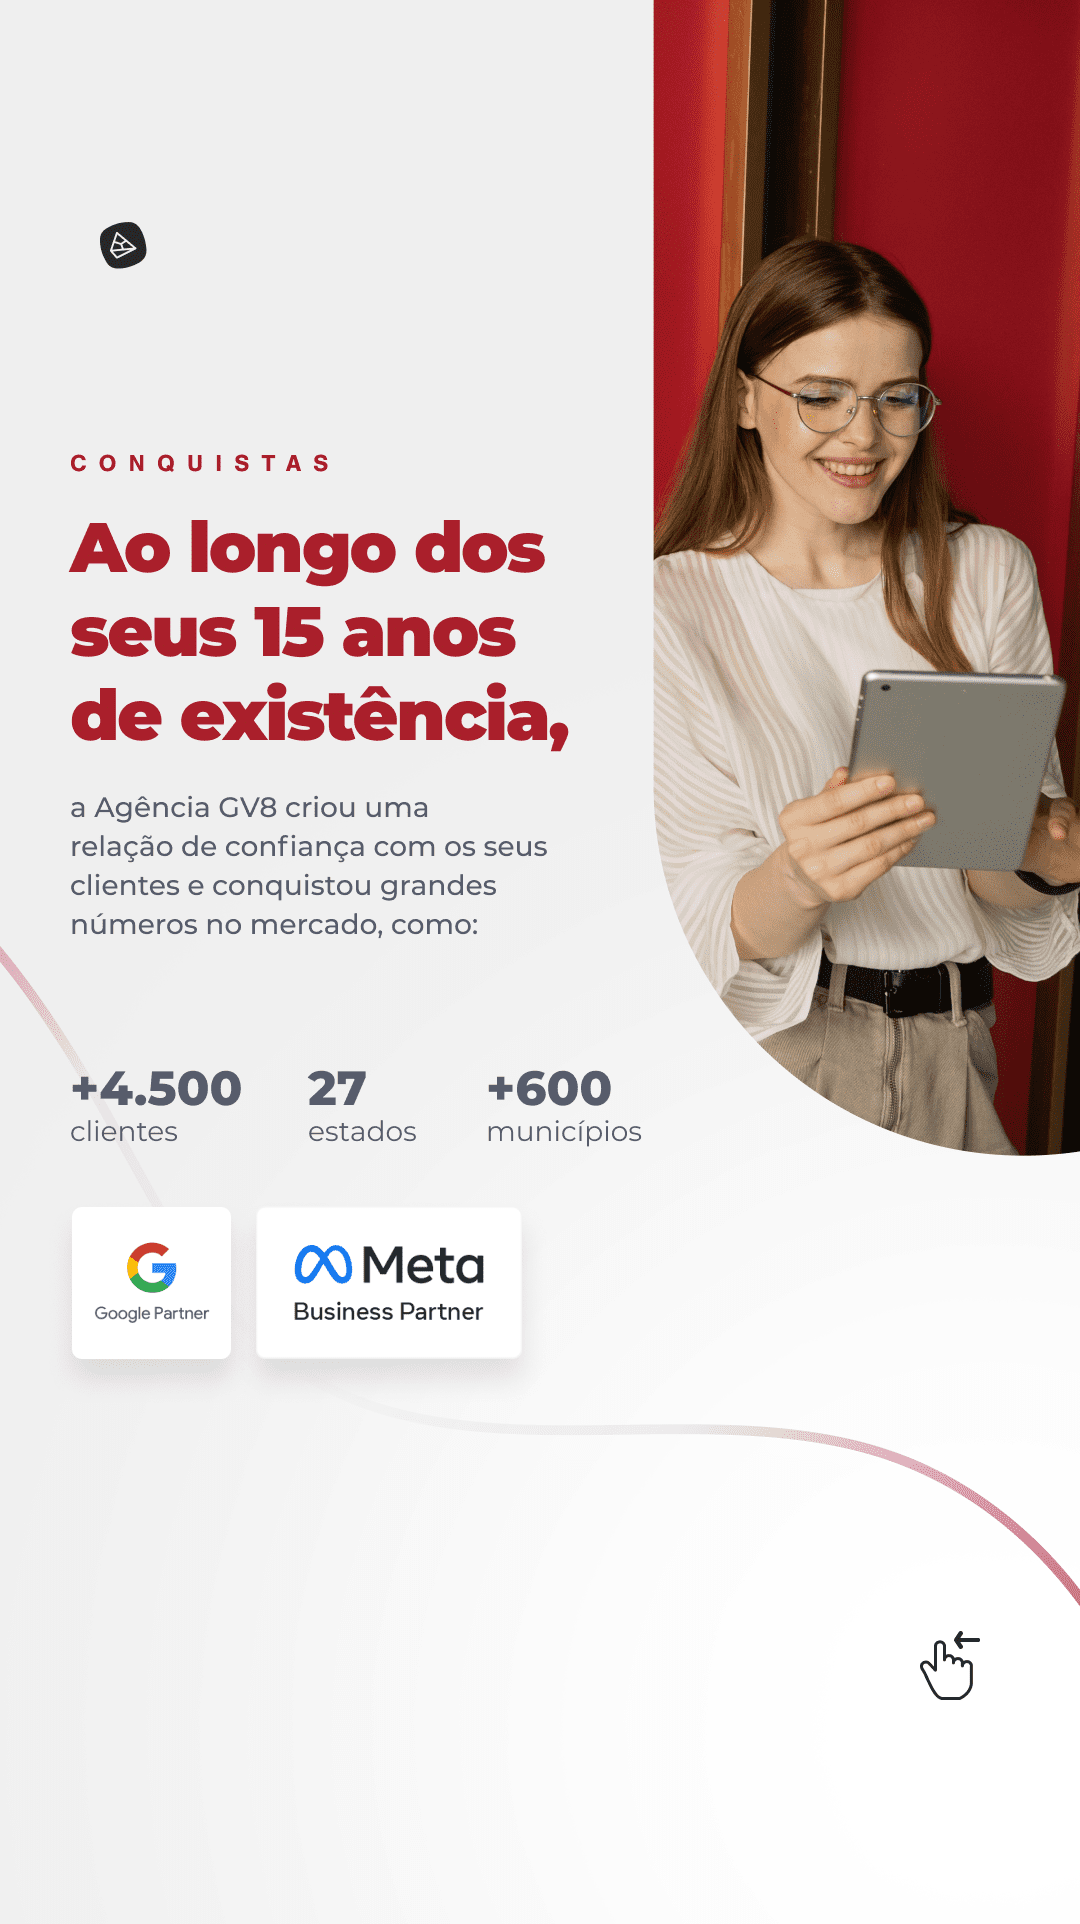 CONQUISTAS
Ao longo dos
seus 15 anos
de existência,
a Agência GV8 criou uma
relação de confiança com os seus
clientes e conquistou grandes
números no mercado, como:
+4.500 27 +600
clientes estados municípios
Meta
Google Partner Business Partner